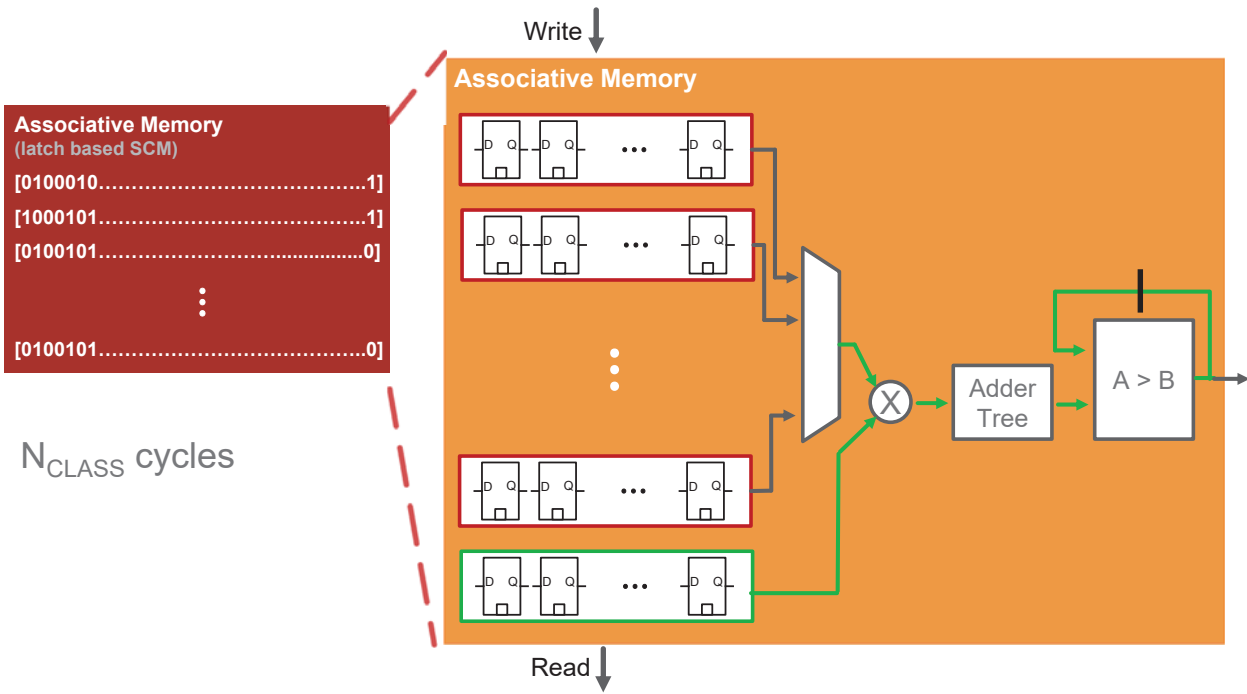 Write
Associative Memory
Associative Memory
(latch based SCM)
[0100010……………………………………..1]
[1000101……………………………………..1]
[0100101………………………...............0]
[0100101……………………………………..0]
D Q D Q ••• D Q
D Q D Q ••• D Q
D Q D Q ••• D Q
D Q D Q ••• D Q
X
Adder
Tree
A > B
N_CLASS cycles
Read